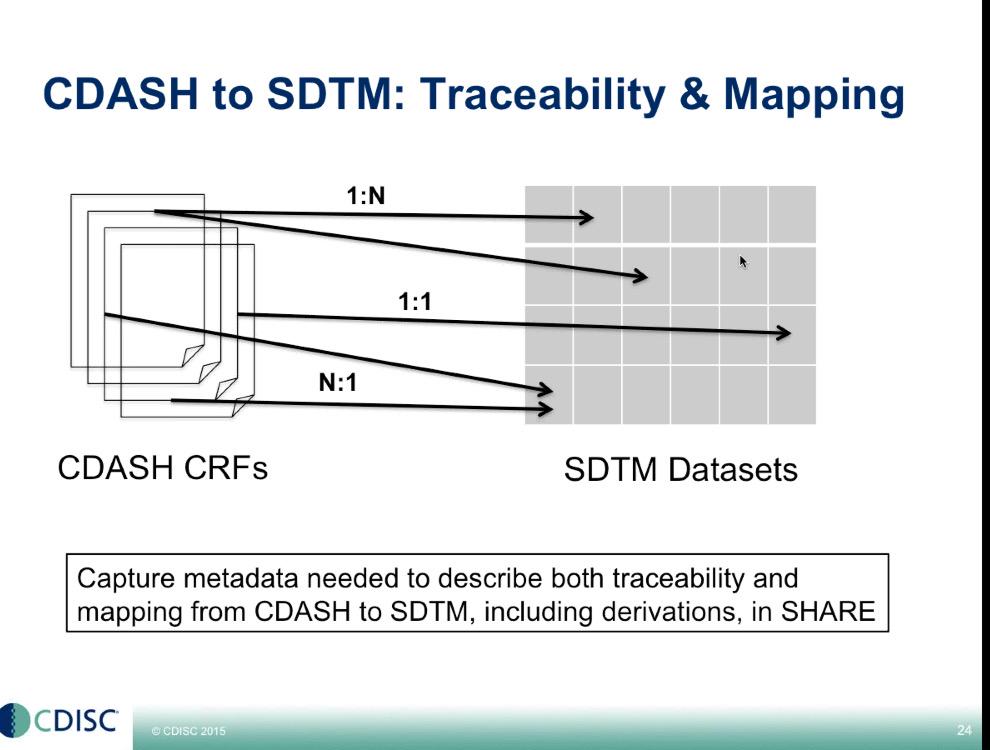 CDASH to SDTM: Traceability & Mapping
1:N
1:1
N:1
CDASH CRFs
SDTM Datasets
Capture metadata needed to describe both traceability and
mapping from CDASH to SDTM, including derivations, in SHARE
CDISC
© CDISC 2015
24